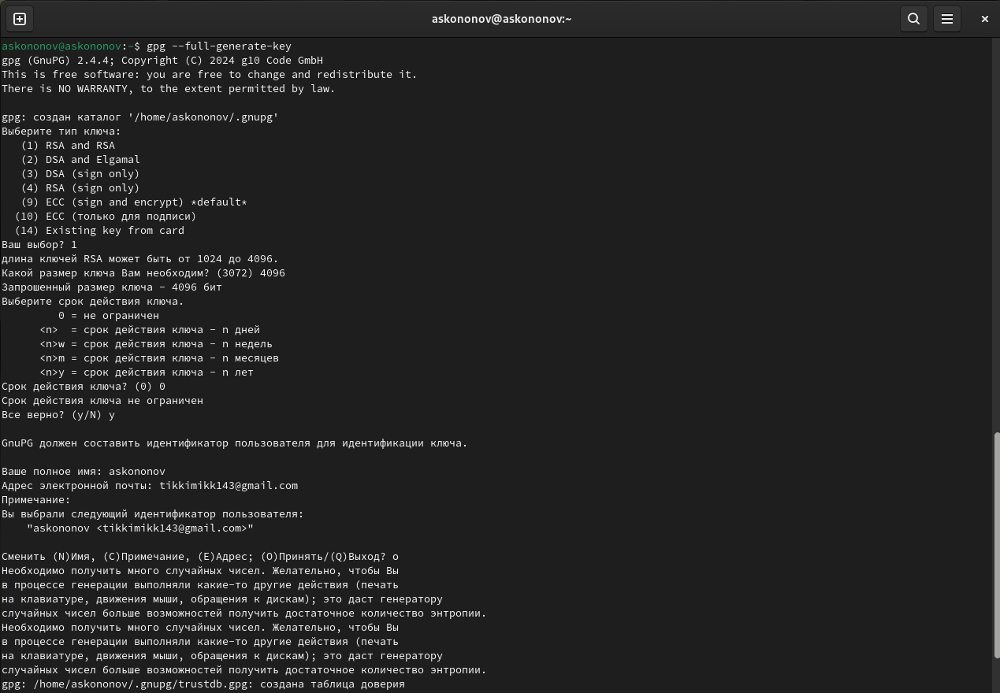 askononov@askononov:~
askononov@askononov:~$ gpg --full-generate-key
gpg (GnuPG) 2.4.4; Copyright (C) 2024 g10 Code GmbH
This is free software: you are free to change and redistribute it.
There is NO WARRANTY, to the extent permitted by law.

gpg: создан каталог '/home/askononov/.gnupg'
Выберите тип ключа:
   (1) RSA and RSA
   (2) DSA and Elgamal
   (3) DSA (sign only)
   (4) RSA (sign only)
   (9) ECC (sign and encrypt) *default*
  (10) ECC (только для подписи)
  (14) Existing key from card
Ваш выбор? 1
длина ключей RSA может быть от 1024 до 4096.
Какой размер ключа Вам необходим? (3072) 4096
Запрошенный размер ключа - 4096 бит
Выберите срок действия ключа.
         0 = не ограничен
      <n>  = срок действия ключа - n дней
      <n>w = срок действия ключа - n недель
      <n>m = срок действия ключа - n месяцев
      <n>y = срок действия ключа - n лет
Срок действия ключа? (0) 0
Срок действия ключа не ограничен
Все верно? (y/N) y

GnuPG должен составить идентификатор пользователя для идентификации ключа.

Ваше полное имя: askononov
Адрес электронной почты: tikkimikk143@gmail.com
Примечание:
Вы выбрали следующий идентификатор пользователя:
    "askononov <tikkimikk143@gmail.com>"

Сменить (N)Имя, (C)Примечание, (E)Адрес; (O)Принять/(Q)Выход? o
Необходимо получить много случайных чисел. Желательно, чтобы Вы
в процессе генерации выполняли какие-то другие действия (печать
на клавиатуре, движения мыши, обращения к дискам); это даст генератору
случайных чисел больше возможностей получить достаточное количество энтропии.
Необходимо получить много случайных чисел. Желательно, чтобы Вы
в процессе генерации выполняли какие-то другие действия (печать
на клавиатуре, движения мыши, обращения к дискам); это даст генератору
случайных чисел больше возможностей получить достаточное количество энтропии.
gpg: /home/askononov/.gnupg/trustdb.gpg: создана таблица доверия